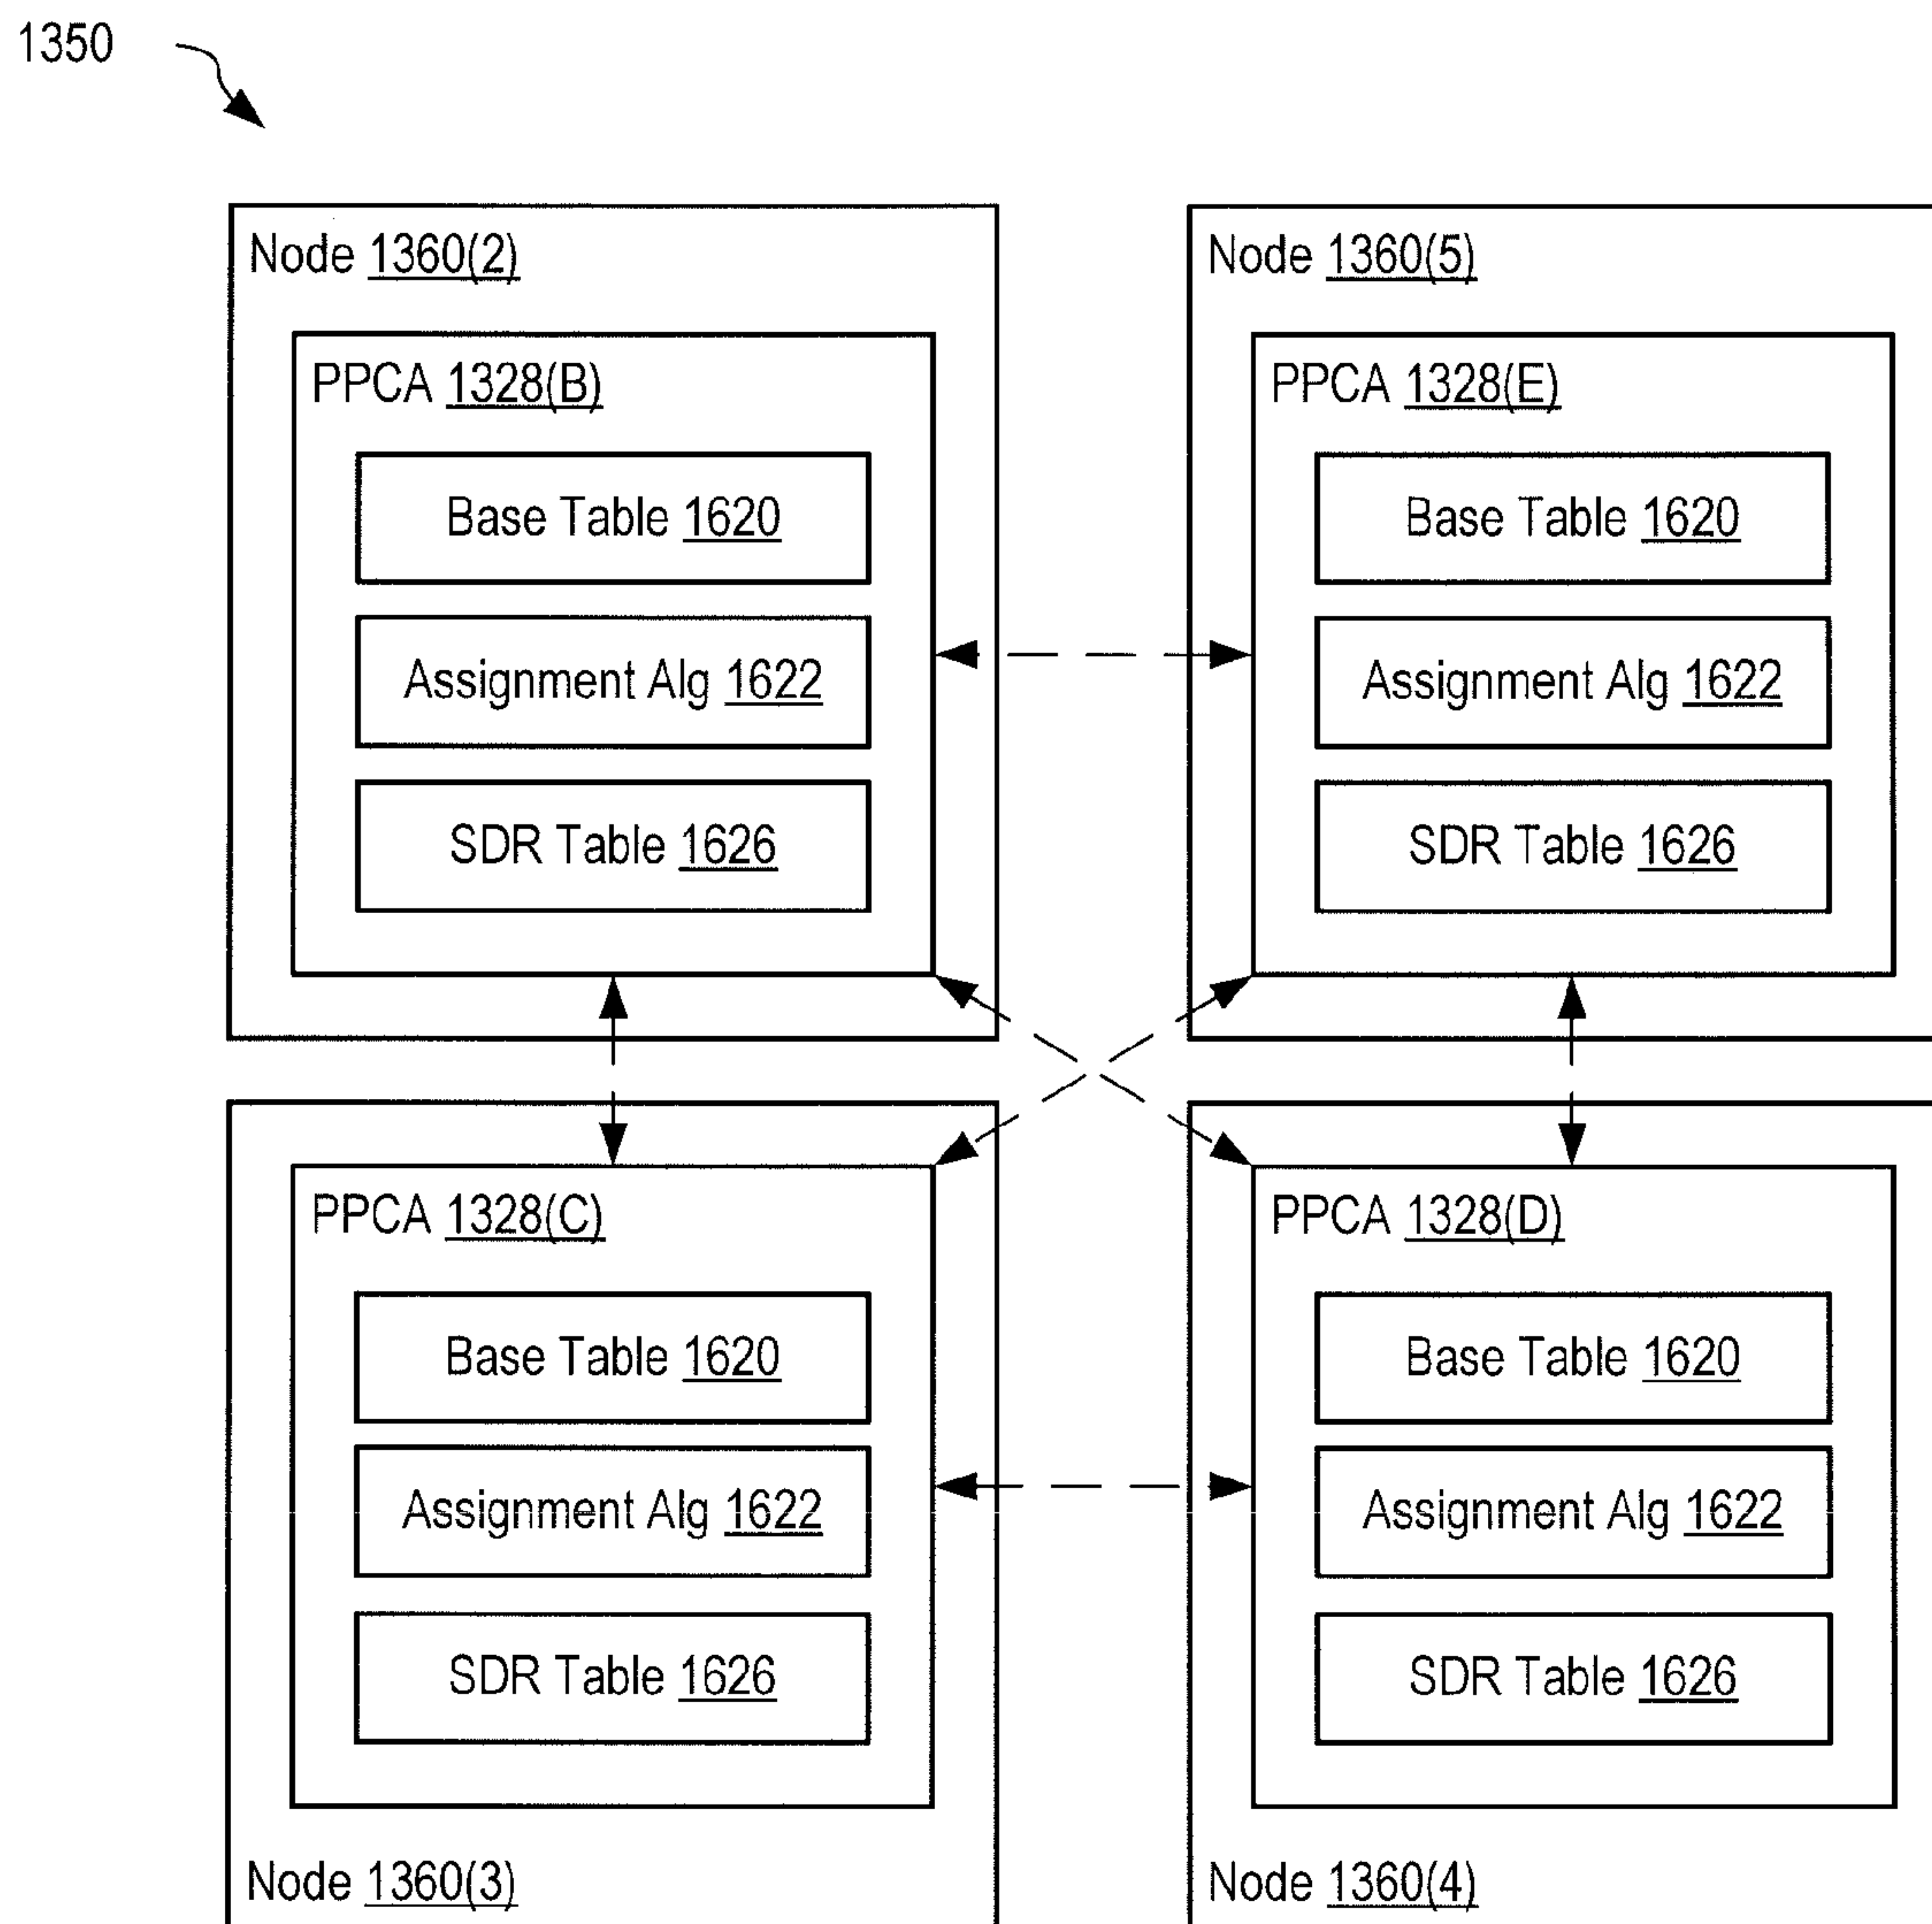 1350
Node 1360(2)
PPCA 1328(B)
Base Table 1620
Assignment Alg 1622
SDR Table 1626
Node 1360(5)
PPCA 1328(E)
Base Table 1620
Assignment Alg 1622
SDR Table 1626
PPCA 1328(C)
Base Table 1620
Assignment Alg 1622
SDR Table 1626
Node 1360(3)
PPCA 1328(D)
Base Table 1620
Assignment Alg 1622
SDR Table 1626
Node 1360(4)